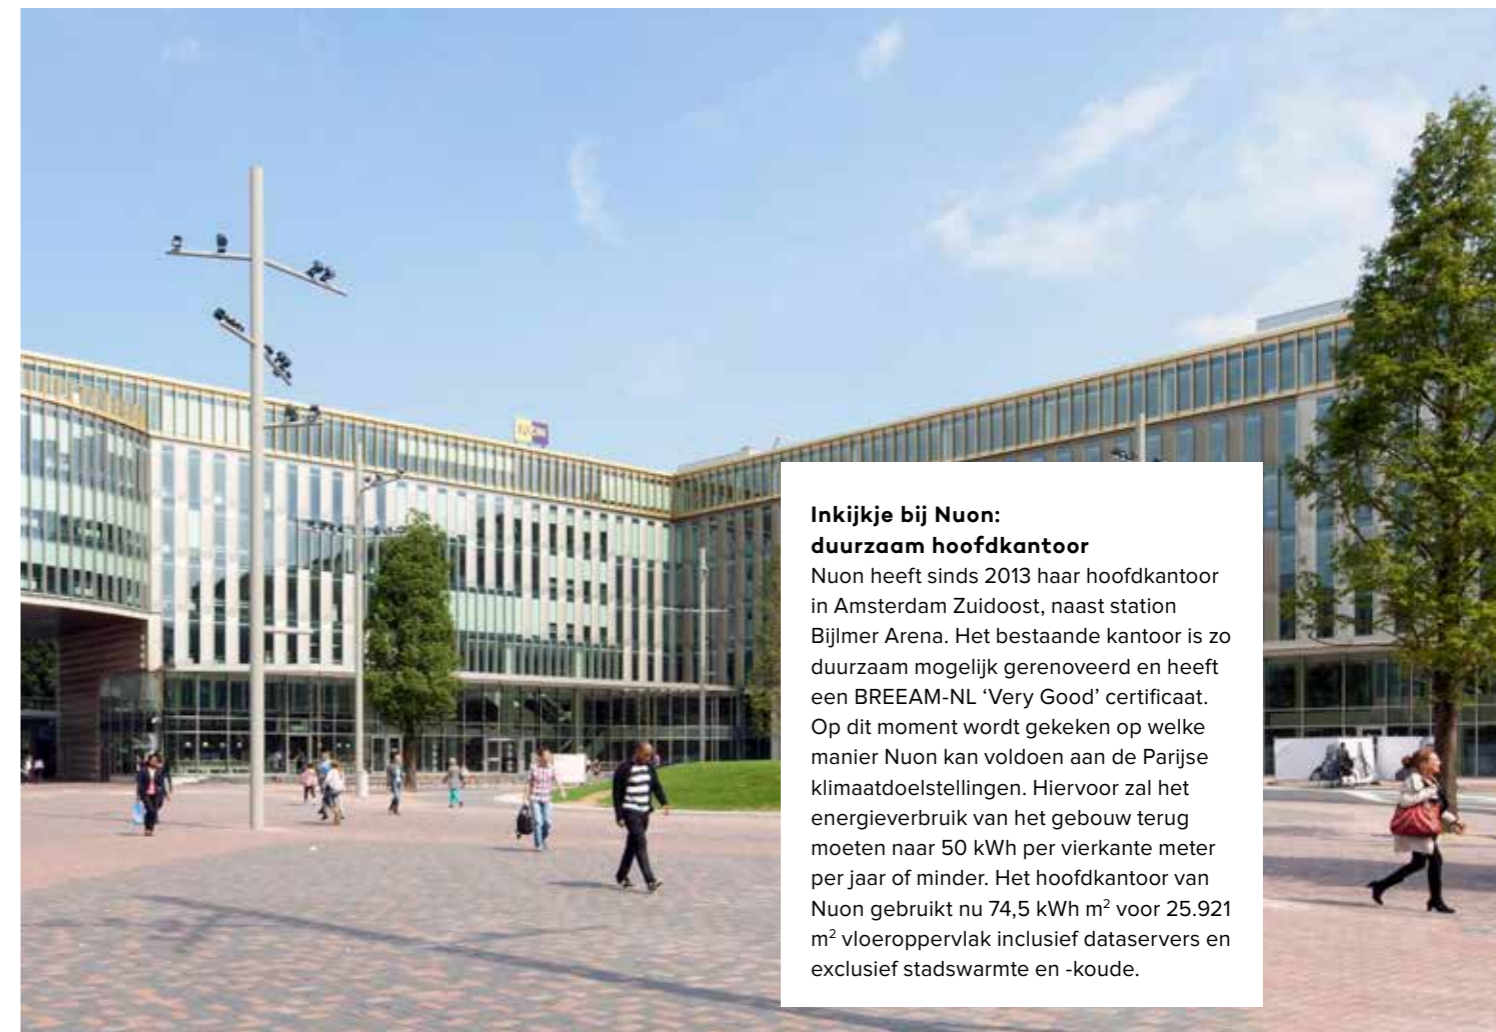 Inkijkje bij Nuon:
duurzaam hoofdkantoor
Nuon heeft sinds 2013 haar hoofdkantoor
in Amsterdam Zuidoost, naast station
Bijlmer Arena. Het bestaande kantoor is zo
duurzaam mogelijk gerenoveerd en heeft
een BREEAM-NL ‘Very Good’ certificaat.
Op dit moment wordt gekeken op welke
manier Nuon kan voldoen aan de Parijse
klimaatdoelstellingen. Hiervoor zal het
energieverbruik van het gebouw terug
moeten naar 50 kWh per vierkante meter
per jaar of minder. Het hoofdkantoor van
Nuon gebruikt nu 74,5 kWh m² voor 25.921
m² vloeroppervlak inclusief dataservers en
exclusief stadswarmte en -koude.